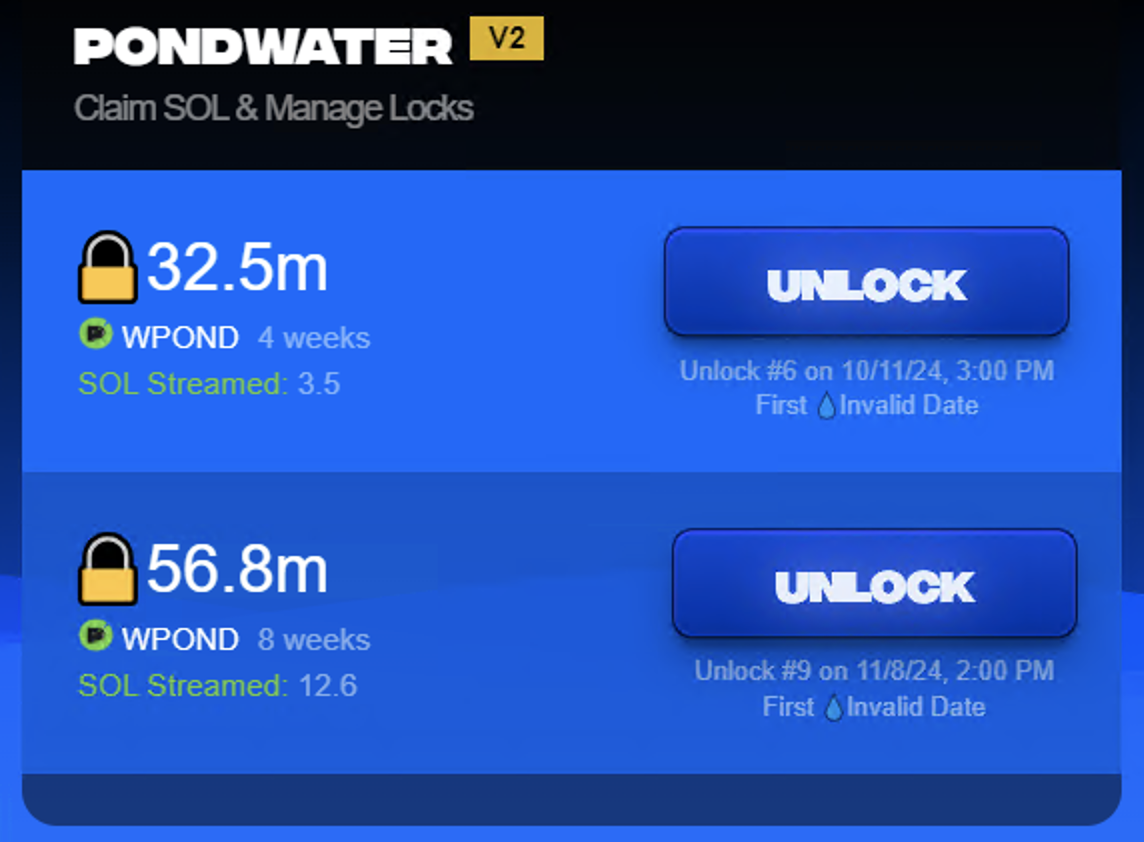 PONDWATER V2
Claim SOL & Manage Locks
32.5m
WPOND 4 weeks
SOL Streamed: 3.5
UNLOCK
Unlock #6 on 10/11/24, 3:00 PM
First 💧Invalid Date
56.8m
WPOND 8 weeks
SOL Streamed: 12.6
UNLOCK
Unlock #9 on 11/8/24, 2:00 PM
First 💧Invalid Date